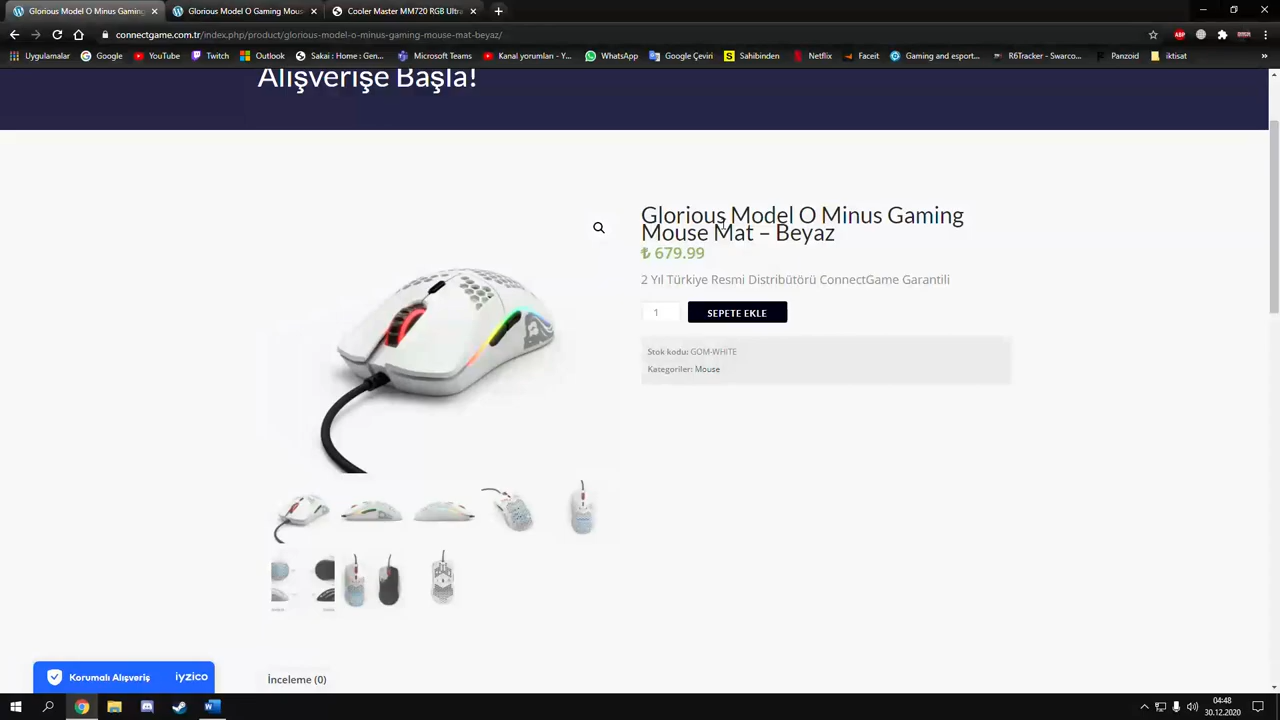 Glorious Model O Minus Gaming
Glorious Model O Gaming Mous
Cooler Master MM720 RGB Ultra
connectgame.com.tr/index.php/product/glorious-model-o-minus-gaming-mouse-mat-beyaz/
Uygulamalar Google YouTube Twitch Outlook Sakai : Home : Gen... Microsoft Teams Kanal yorumları - Y... WhatsApp Google Çeviri Sahibinden Netflix Faceit Gaming and esport... R6Tracker - Swarco... Panzoid iktisat
Alışverişe Başla!
Glorious Model O Minus Gaming
Mouse Mat – Beyaz
₺ 679.99
2 Yıl Türkiye Resmi Distribütörü ConnectGame Garantili
1 SEPETE EKLE
Stok kodu: GOM-WHITE
Kategoriler: Mouse
Korumalı Alışveriş iyzico
İnceleme (0)
04:48
30.12.2020